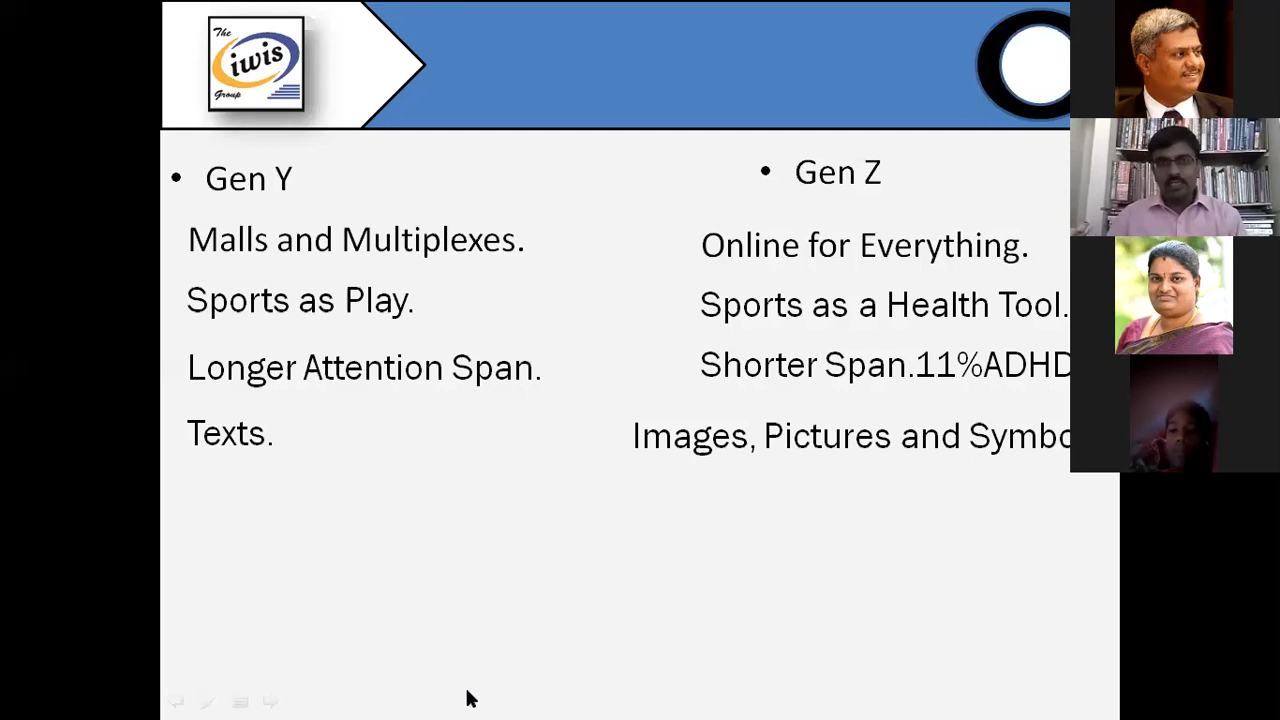 The
iwis
Group
• Gen Y
Malls and Multiplexes.
Sports as Play.
Longer Attention Span.
Texts.
• Gen Z
Online for Everything.
Sports as a Health Tool.
Shorter Span.11%ADHD
Images, Pictures and